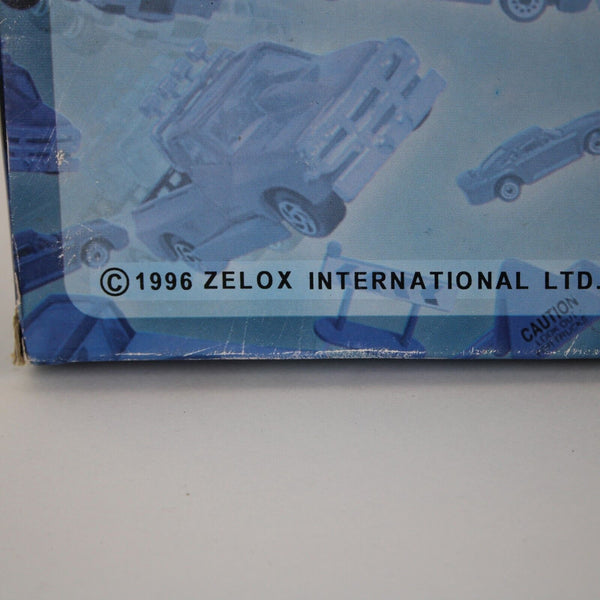 © 1996 ZELOX INTERNATIONAL LTD.
CAUTION